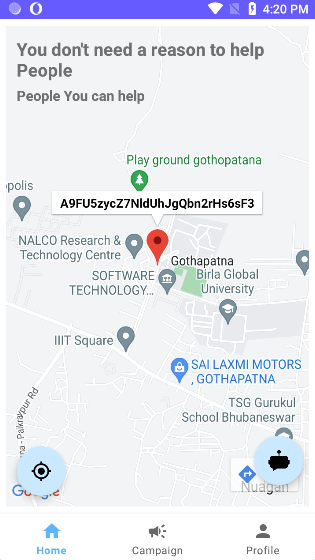 4:20 PM
You don't need a reason to help
People
People You can help
Play ground gothopatana
opolis
A9FU5zycZ7NldUhJgQbn2rHs6sF3
NALCO Research &
Technology Centre
Gothapatna
SOFTWARE
TECHNOLOGY...
Birla Global
University
IIIT Square
SAI LAXMI MOTORS
, GOTHAPATNA
TSG Gurukul
School Bhubaneswar
na - Paikrapur Rd
Google
Nuagan
Home
Campaign
Profile